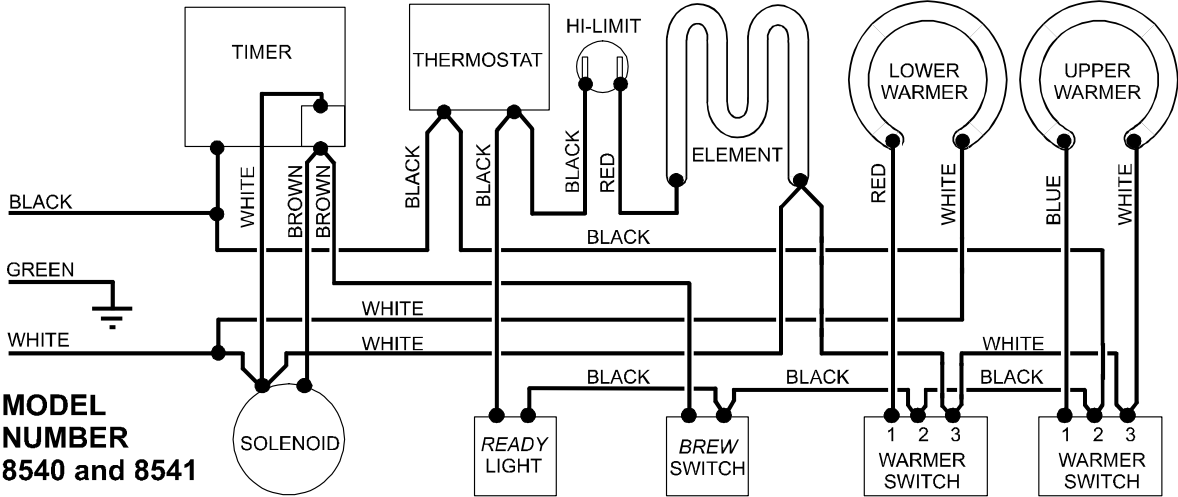 TIMER
THERMOSTAT
HI-LIMIT
ELEMENT
LOWER
WARMER
UPPER
WARMER
BLACK
WHITE
BROWN
BROWN
BLACK
BLACK
BLACK
RED
RED
WHITE
BLUE
WHITE
BLACK
GREEN
WHITE
WHITE
WHITE
WHITE
BLACK
BLACK
BLACK
MODEL
NUMBER
8540 and 8541
SOLENOID
READY
LIGHT
BREW
SWITCH
1 2 3
WARMER
SWITCH
1 2 3
WARMER
SWITCH